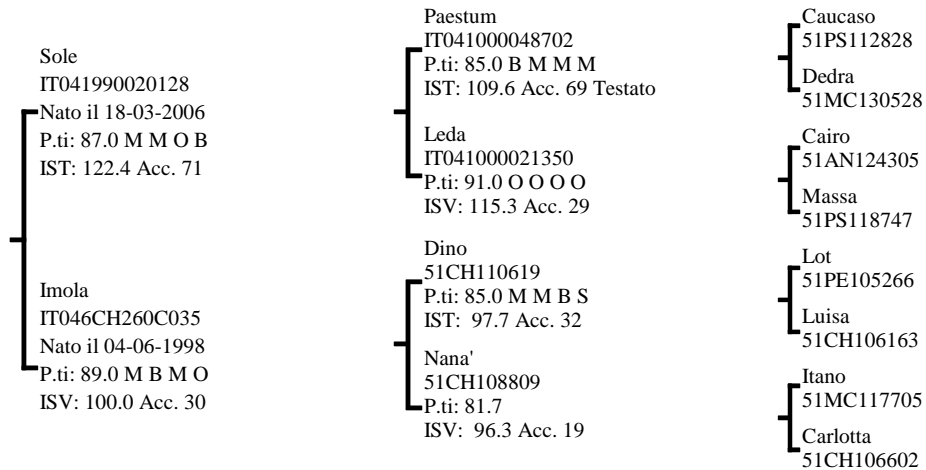 Sole
IT041990020128
Nato il 18-03-2006
P.ti: 87.0 M M O B
IST: 122.4 Acc. 71
Imola
IT046CH260C035
Nato il 04-06-1998
P.ti: 89.0 M B M O
ISV: 100.0 Acc. 30
Paestum
IT041000048702
P.ti: 85.0 B M M M
IST: 109.6 Acc. 69 Testato
Leda
IT041000021350
P.ti: 91.0 O O O O
ISV: 115.3 Acc. 29
Dino
51CH110619
P.ti: 85.0 M M B S
IST:  97.7 Acc. 32
Nana'
51CH108809
P.ti: 81.7
ISV:  96.3 Acc. 19
Caucaso
51PS112828
Dedra
51MC130528
Cairo
51AN124305
Massa
51PS118747
Lot
51PE105266
Luisa
51CH106163
Itano
51MC117705
Carlotta
51CH106602